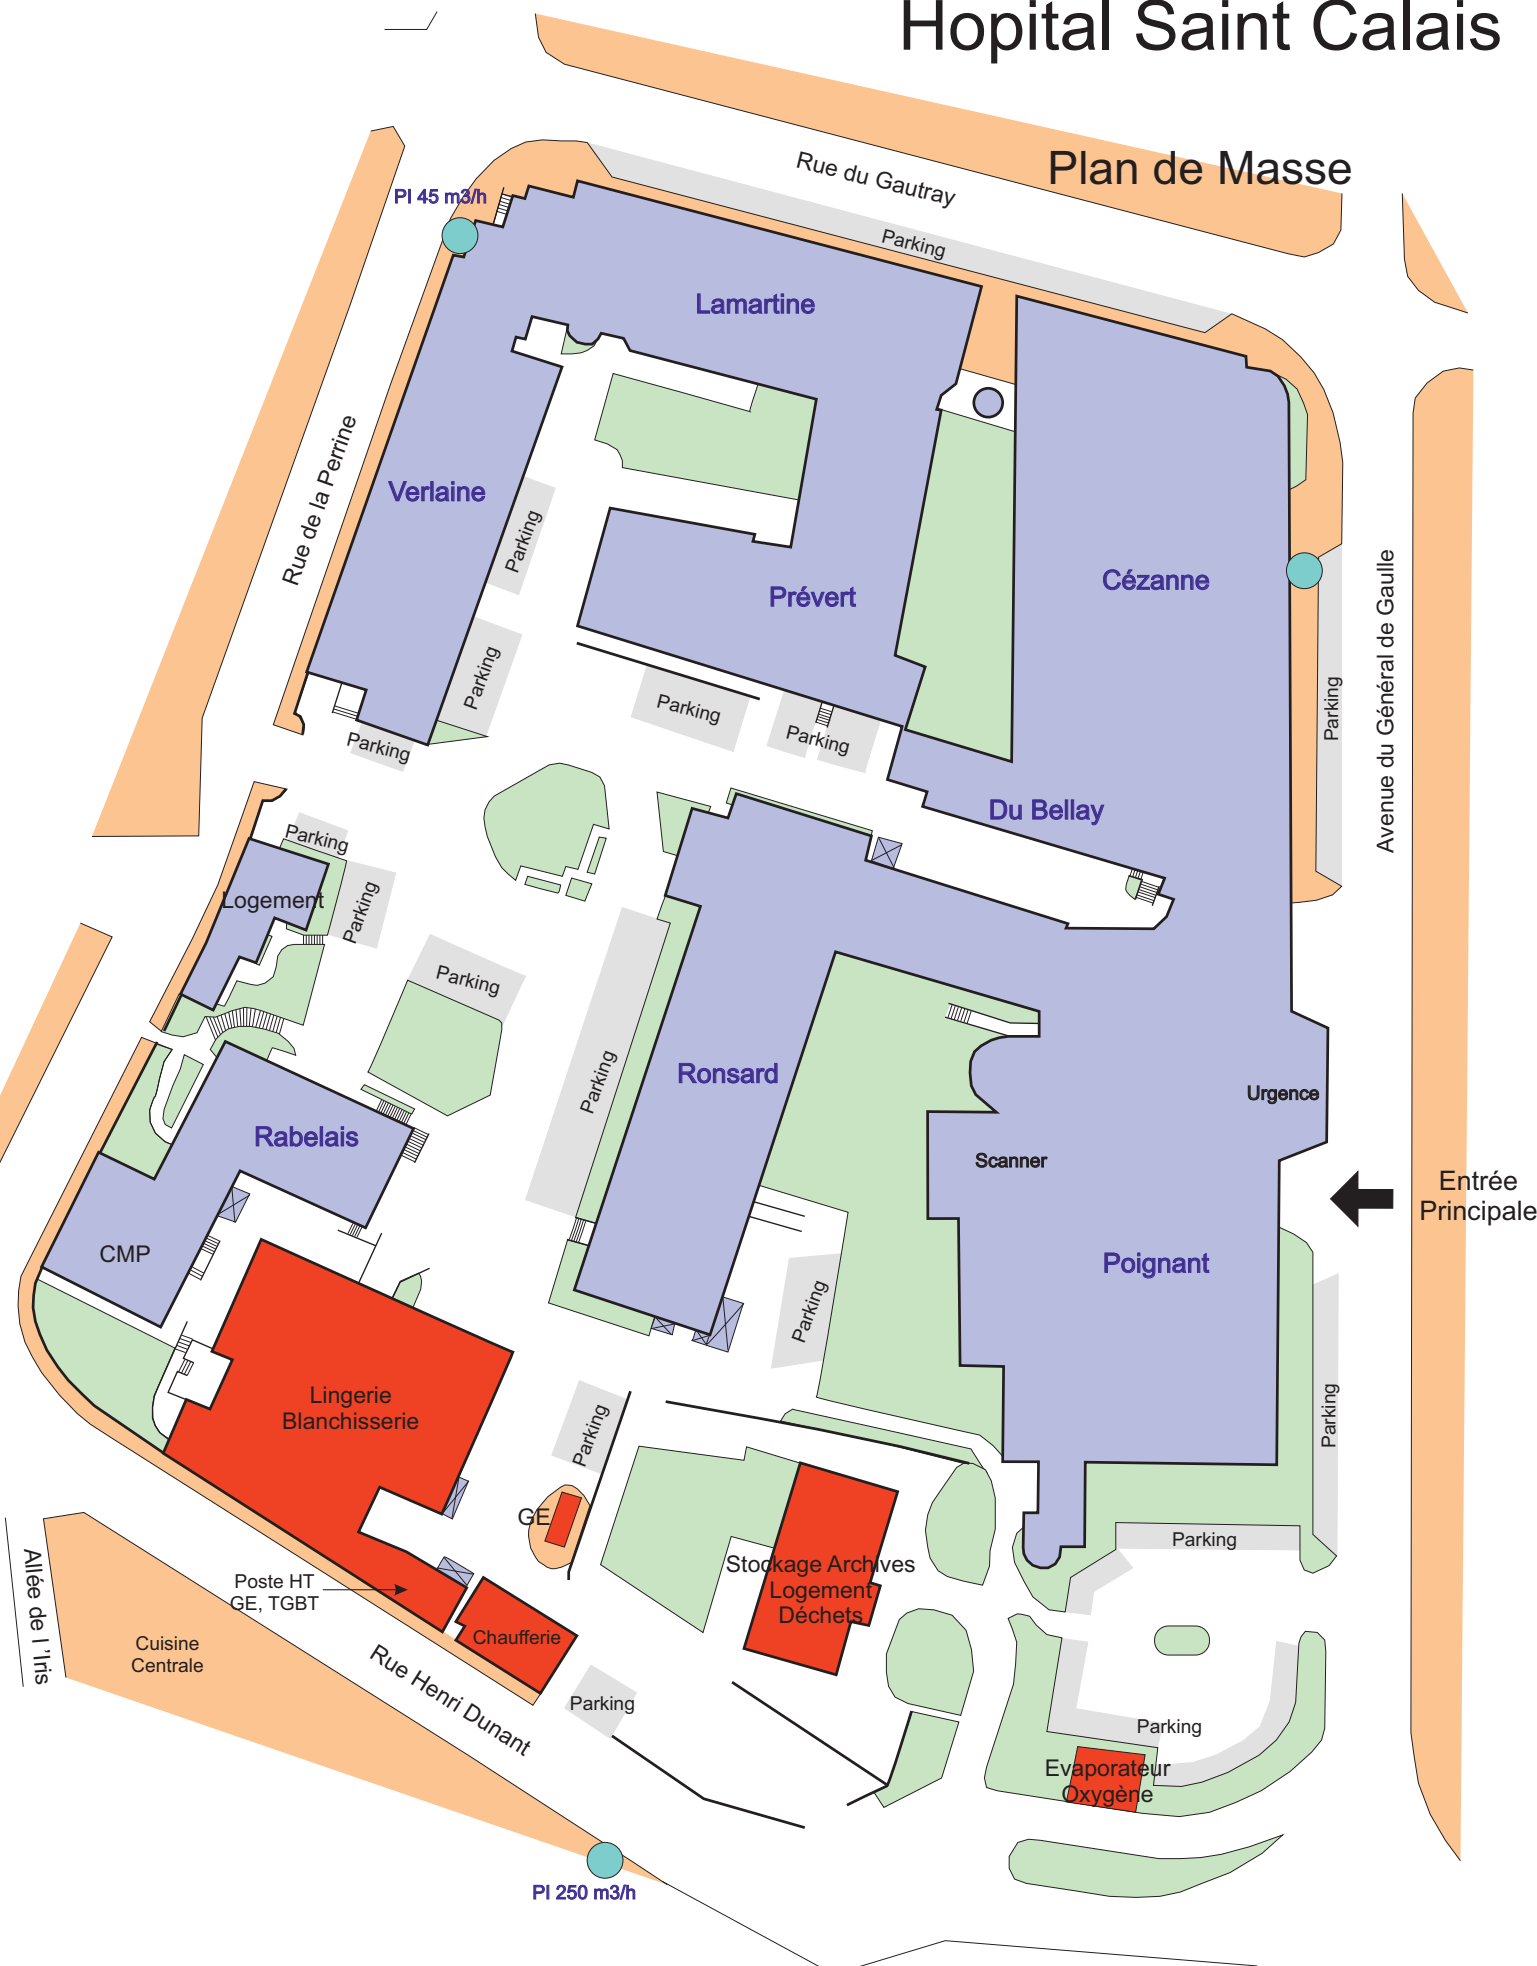 Hopital Saint Calais
Plan de Masse
Rue du Gautray
PI 45 m3/h
Parking
Lamartine
Rue de la Perrine
Verlaine
Parking
Prévert
Cézanne
Avenue du Général de Gaulle
Parking
Parking
Parking
Parking
Parking
Du Bellay
Parking
Logement
Parking
Parking
Parking
Ronsard
Urgence
Rabelais
Scanner
Entrée
Principale
CMP
Poignant
Parking
Lingerie
Blanchisserie
Parking
Parking
GE
Parking
Stockage Archives
Logement
Déchets
Allée de l 'Iris
Poste HT
GE, TGBT
Chaufferie
Cuisine
Centrale
Rue Henri Dunant
Parking
Parking
Evaporateur
Oxygène
PI 250 m3/h